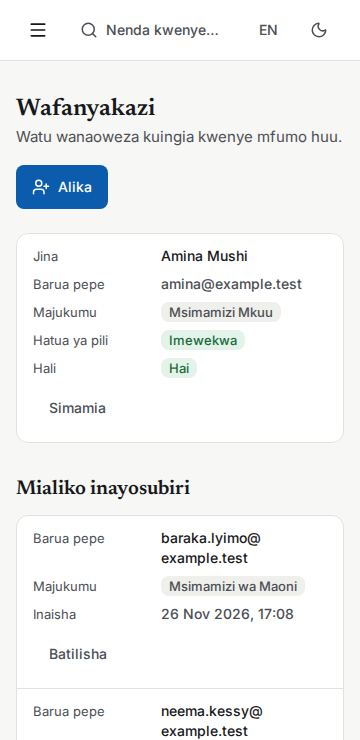 Nenda kwenye...
EN
Wafanyakazi
Watu wanaoweza kuingia kwenye mfumo huu.
Alika
Jina Amina Mushi
Barua pepe amina@example.test
Majukumu Msimamizi Mkuu
Hatua ya pili Imewekwa
Hali Hai
Simamia
Mialiko inayosubiri
Barua pepe baraka.lyimo@
example.test
Majukumu Msimamizi wa Maoni
Inaisha 26 Nov 2026, 17:08
Batilisha
Barua pepe neema.kessy@
example.test